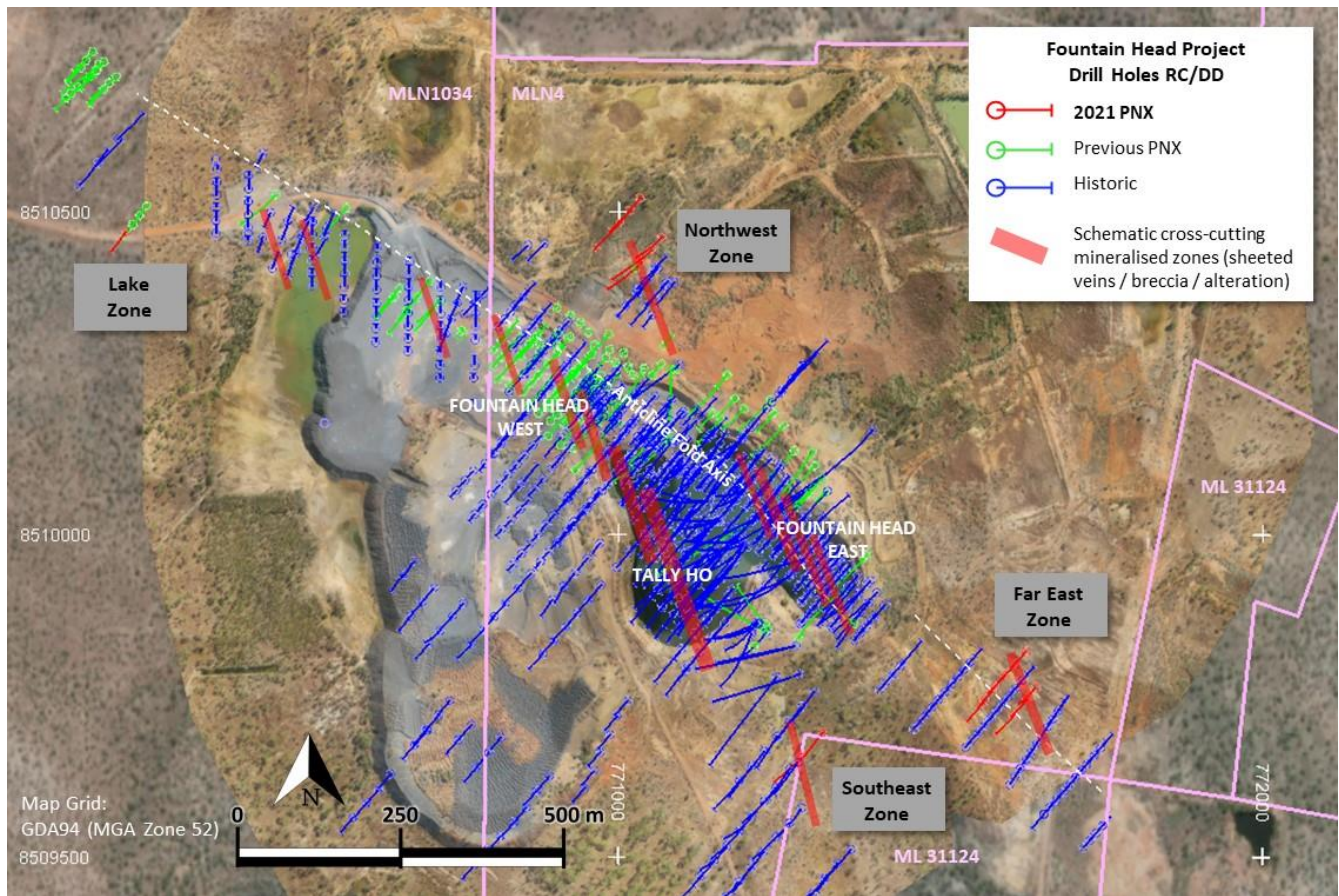 Fountain Head Project
Drill Holes RC/DD
2021 PNX
Previous PNX
Historic
Schematic cross-cutting
mineralised zones (sheeted
veins / breccia / alteration)
MLN1034
MLN4
8510500
Northwest
Zone
Lake
Zone
FOUNTAIN HEAD
WEST
Anticline Fold Axis
ML 31124
8510000
FOUNTAIN HEAD
EAST
TALLY HO
Far East
Zone
Southeast
Zone
771000
772000
N
Map Grid:
GDA94 (MGA Zone 52)
0
250
500 m
8509500
ML 31124